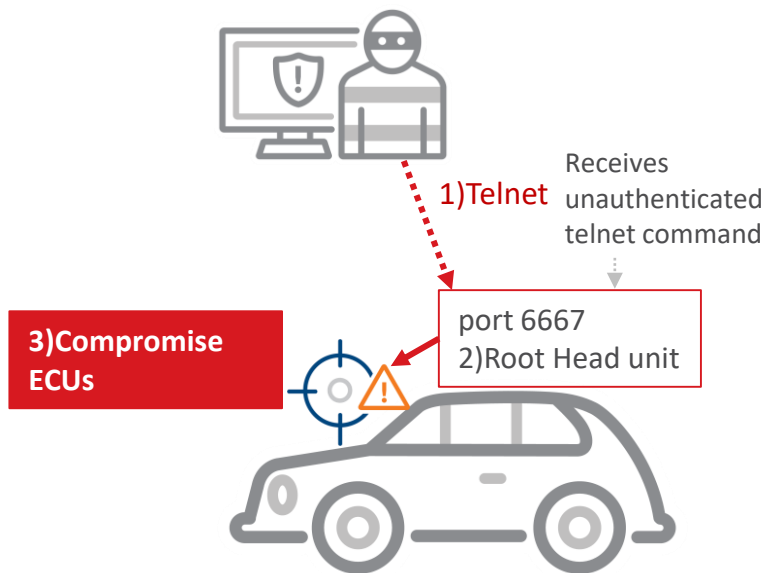 1)Telnet
Receives
unauthenticated
telnet command
port 6667
2)Root Head unit
3)Compromise
ECUs